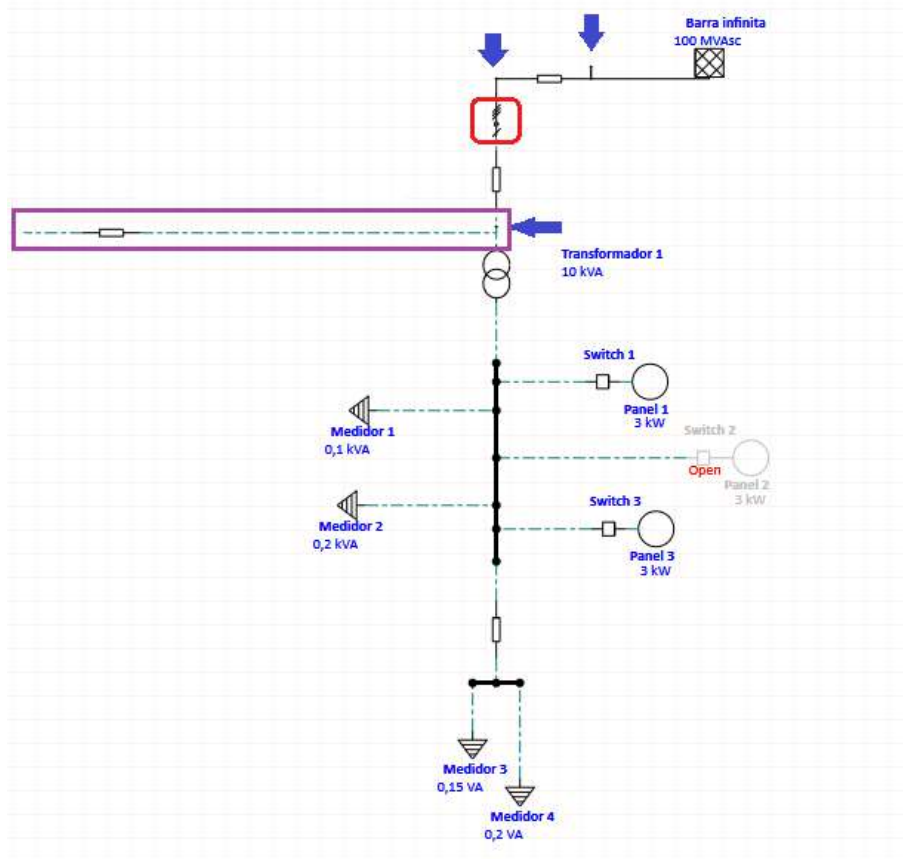 Barra infinita
100 MVAsc
Transformador 1
10 kVA
Switch 1
Panel 1
3 kW
Medidor 1
0,1 kVA
Switch 2
Open
Panel 2
3 kW
Medidor 2
0,2 kVA
Switch 3
Panel 3
3 kW
Medidor 3
0,15 VA
Medidor 4
0,2 VA